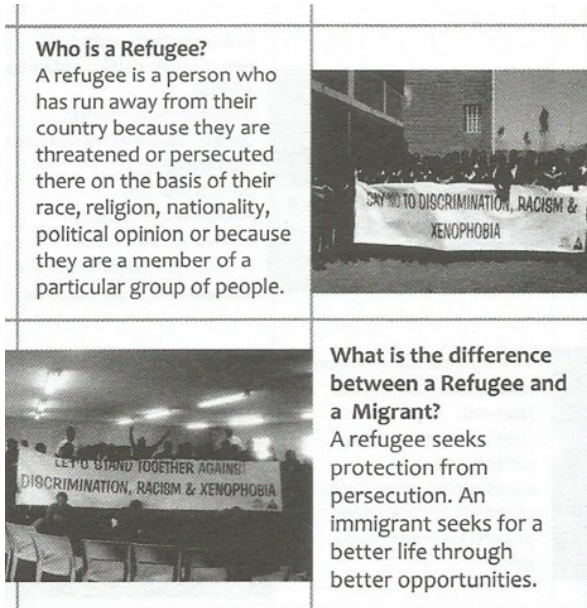 Who is a Refugee?
A refugee is a person who
has run away from their
country because they are
threatened or persecuted
there on the basis of their
race, religion, nationality,
political opinion or because
they are a member of a
particular group of people.
SAY NO TO DISCRIMINATION, RACISM &
XENOPHOBIA
LET'S STAND TOGETHER AGAINST
DISCRIMINATION, RACISM & XENOPHOBIA
What is the difference
between a Refugee and
a Migrant?
A refugee seeks
protection from
persecution. An
immigrant seeks for a
better life through
better opportunities.